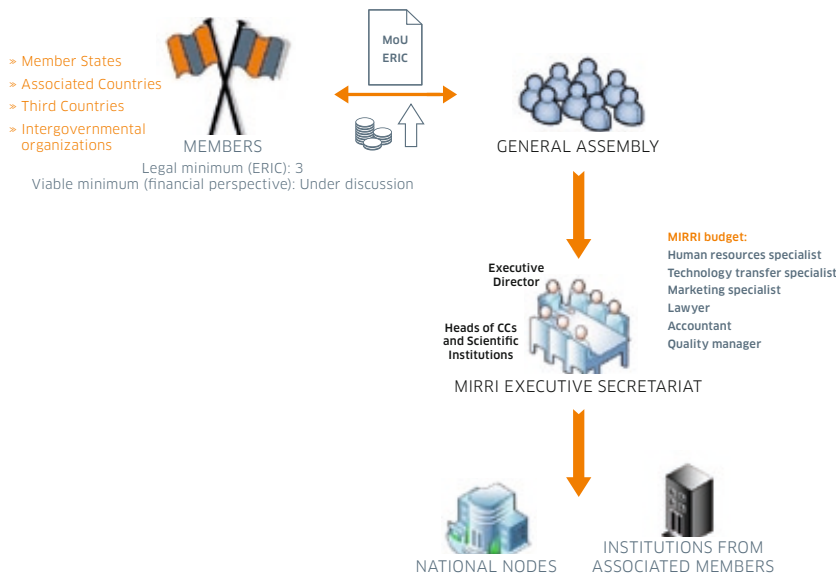 » Member States
» Associated Countries
» Third Countries
» Intergovernmental
organizations
MEMBERS
Legal minimum (ERIC): 3
Viable minimum (financial perspective): Under discussion
MoU
ERIC
GENERAL ASSEMBLY
MIRRI budget:
Human resources specialist
Technology transfer specialist
Marketing specialist
Lawyer
Accountant
Quality manager
Executive
Director
Heads of CCs
and Scientific
Institutions
MIRRI EXECUTIVE SECRETARIAT
NATIONAL NODES
INSTITUTIONS FROM
ASSOCIATED MEMBERS